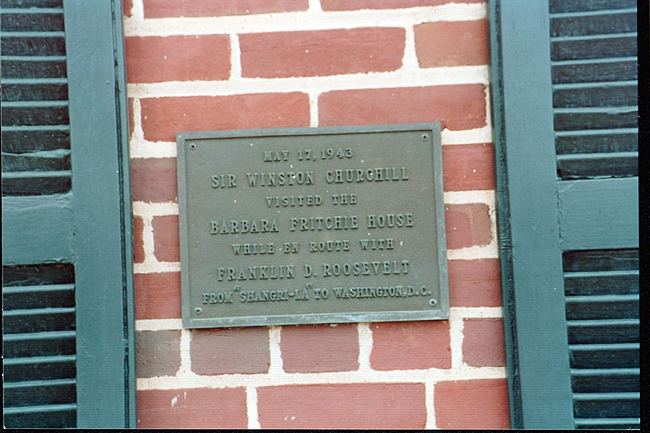 MAY 17, 1943
SIR WINSTON CHURCHILL
VISITED THE
BARBARA FRITCHIE HOUSE
WHILE EN ROUTE WITH
FRANKLIN D. ROOSEVELT
FROM "SHANGRI-LA" TO WASHINGTON, D.C.